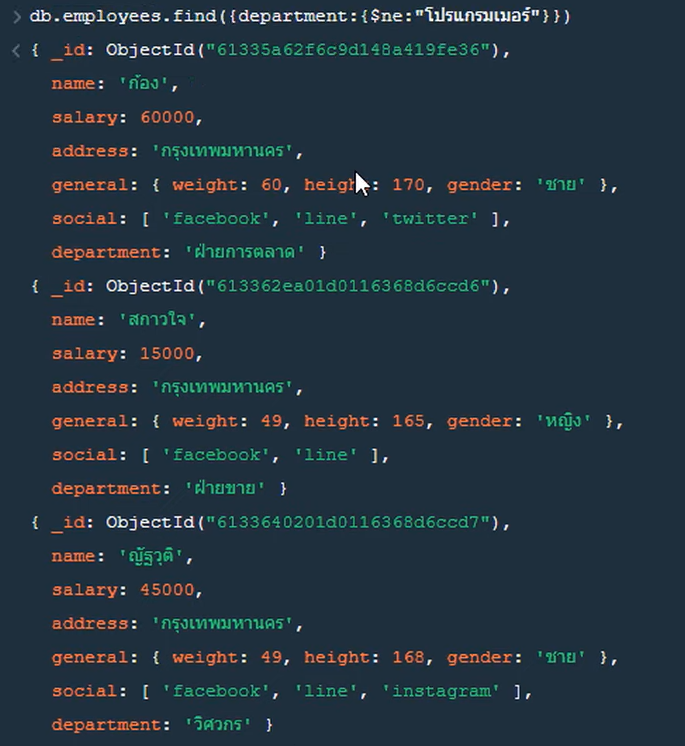 > db.employees.find({department:{$ne:"โปรแกรมเมอร์"}})
< { _id: ObjectId("61335a62f6c9d148a419fe36"),
name: 'ก้อง',
salary: 60000,
address: 'กรุงเทพมหานคร',
general: { weight: 60, height: 170, gender: 'ชาย' },
social: [ 'facebook', 'line', 'twitter' ],
department: 'ฝ่ายการตลาด' }
{ _id: ObjectId("613362ea01d0116368d6ccd6"),
name: 'สกาวใจ',
salary: 15000,
address: 'กรุงเทพมหานคร',
general: { weight: 49, height: 165, gender: 'หญิง' },
social: [ 'facebook', 'line' ],
department: 'ฝ่ายขาย' }
{ _id: ObjectId("6133640201d0116368d6ccd7"),
name: 'ณัฐวุฒิ',
salary: 45000,
address: 'กรุงเทพมหานคร',
general: { weight: 49, height: 168, gender: 'ชาย' },
social: [ 'facebook', 'line', 'instagram' ],
department: 'วิศวกร' }